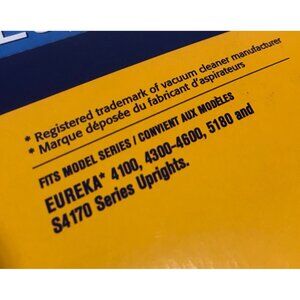 * Registered trademark of vacuum cleaner manufacturer
* Marque déposée du fabricant d'aspirateurs
FITS MODEL SERIES / CONVIENT AUX MODÈLES
EUREKA* 4100, 4300-4600, 5180 and
S4170 Series Uprights.